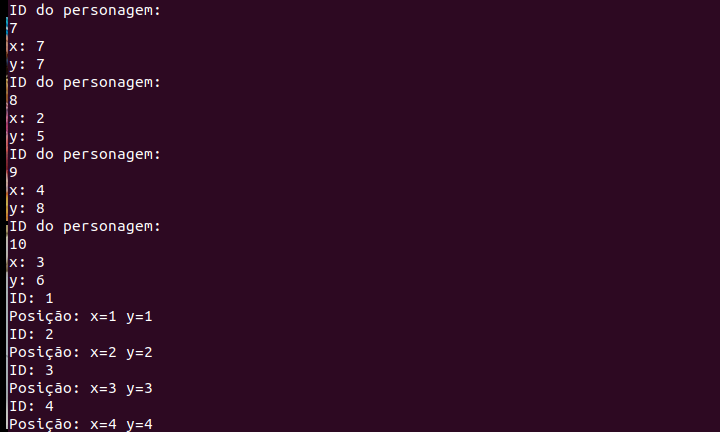 ID do personagem:
7
x: 7
y: 7
ID do personagem:
8
x: 2
y: 5
ID do personagem:
9
x: 4
y: 8
ID do personagem:
10
x: 3
y: 6
ID: 1
Posição: x=1 y=1
ID: 2
Posição: x=2 y=2
ID: 3
Posição: x=3 y=3
ID: 4
Posição: x=4 y=4